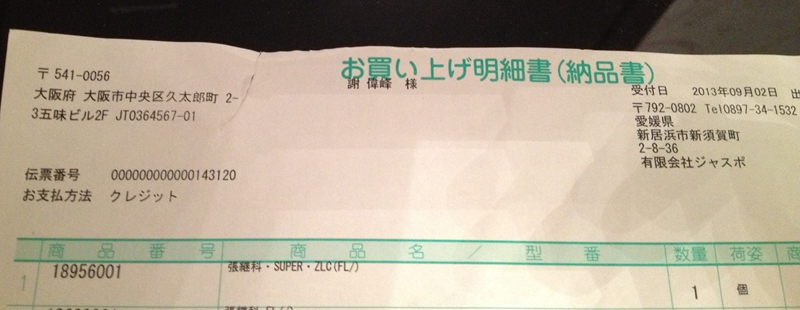 お買い上げ明細書(納品書)
〒541-0056
大阪府 大阪市中央区久太郎町 2-
3五味ビル2F JT0364567-01
謝 偉峰 様
受付日 2013年09月02日 出
〒792-0802 Tel0897-34-1532
愛媛県
新居浜市新須賀町
2-8-36
有限会社ジャスポ
伝票番号 000000000000143120
お支払方法 クレジット
商品番号 商品名/型番 数量 荷姿 商
1 18956001 張継科・SUPER・ZLC(FL/) 1 個